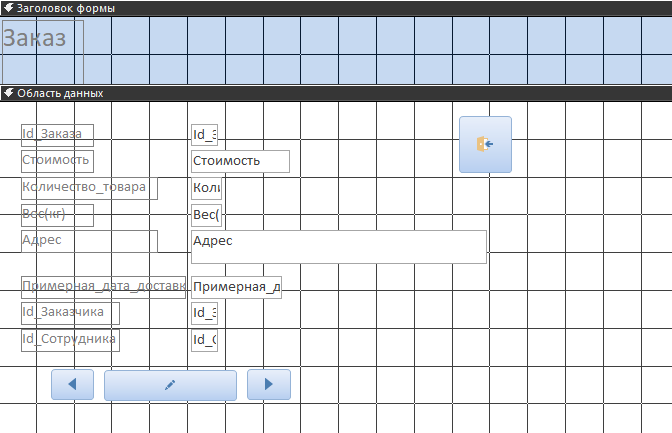 Заголовок формы
Заказ
Область данных
Id_Заказа Id_З
Стоимость Стоимость
Количество_товара Коли
Вес(кг) Вес(
Адрес Адрес
Примерная_дата_доставк Примерная_д
Id_Заказчика Id_З
Id_Сотрудника Id_С